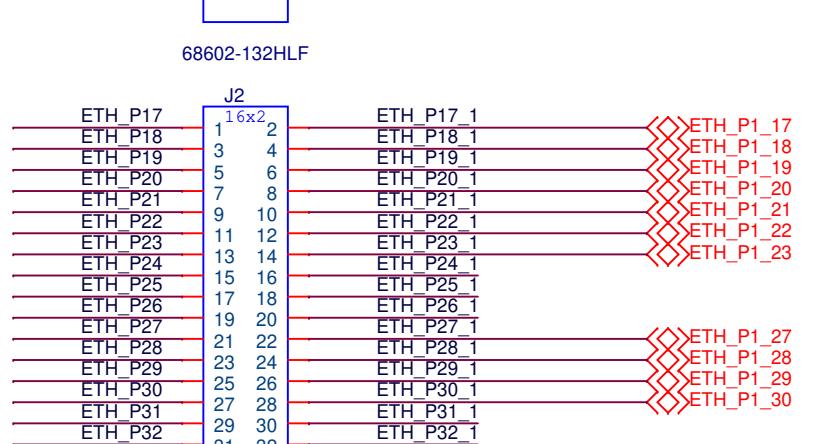 68602-132HLF
J2
16x2
ETH_P17 1 2 ETH_P17_1 ETH_P1_17
ETH_P18 3 4 ETH_P18_1 ETH_P1_18
ETH_P19 5 6 ETH_P19_1 ETH_P1_19
ETH_P20 7 8 ETH_P20_1 ETH_P1_20
ETH_P21 9 10 ETH_P21_1 ETH_P1_21
ETH_P22 11 12 ETH_P22_1 ETH_P1_22
ETH_P23 13 14 ETH_P23_1 ETH_P1_23
ETH_P24 15 16 ETH_P24_1
ETH_P25 17 18 ETH_P25_1
ETH_P26 19 20 ETH_P26_1
ETH_P27 21 22 ETH_P27_1 ETH_P1_27
ETH_P28 23 24 ETH_P28_1 ETH_P1_28
ETH_P29 25 26 ETH_P29_1 ETH_P1_29
ETH_P30 27 28 ETH_P30_1 ETH_P1_30
ETH_P31 29 30 ETH_P31_1
ETH_P32 ETH_P32_1